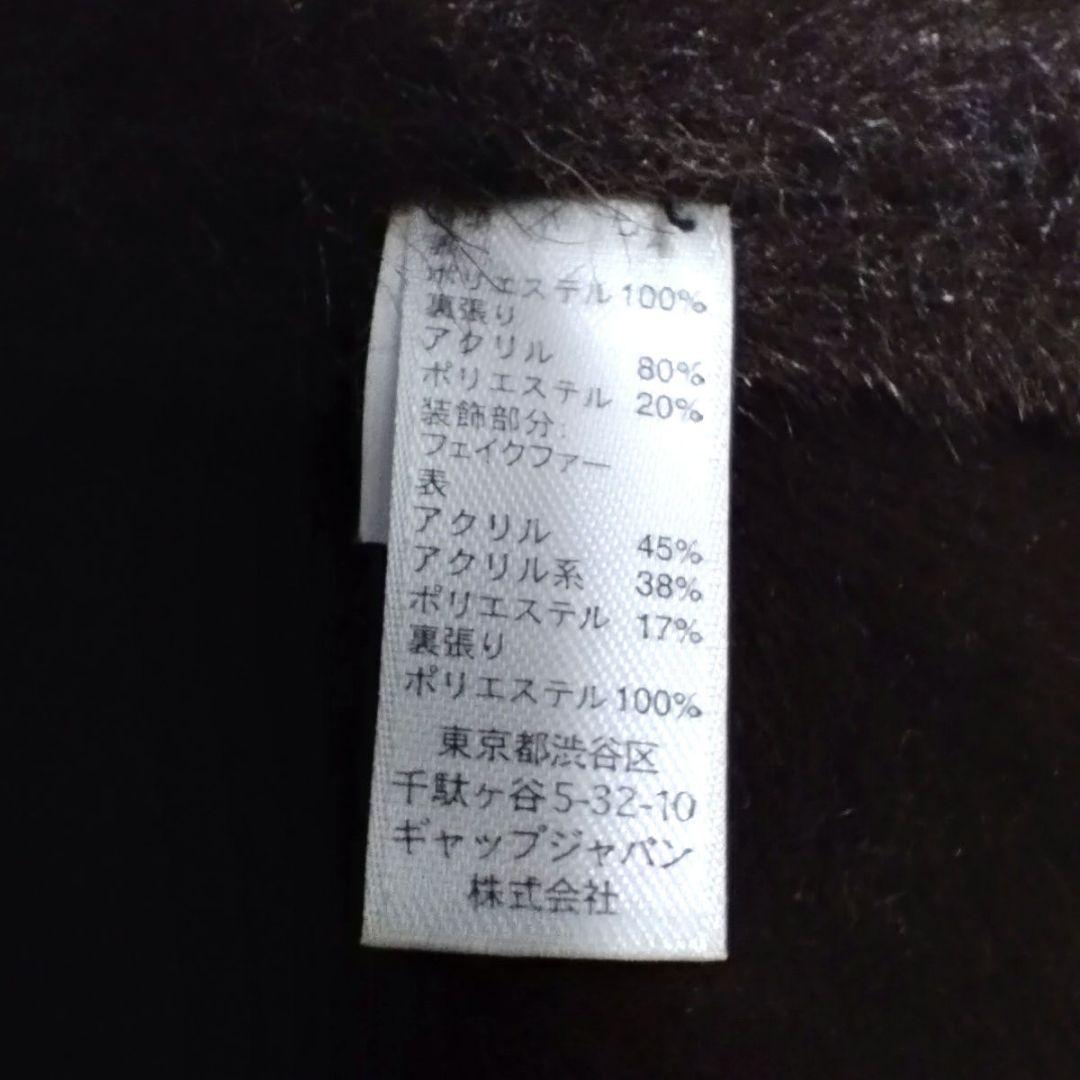 表
ポリエステル 100%
裏張り
アクリル 80%
ポリエステル 20%
装飾部分:
フェイクファー
表
アクリル 45%
アクリル系 38%
ポリエステル 17%
裏張り
ポリエステル 100%
東京都渋谷区
千駄ヶ谷5-32-10
ギャップジャパン
株式会社